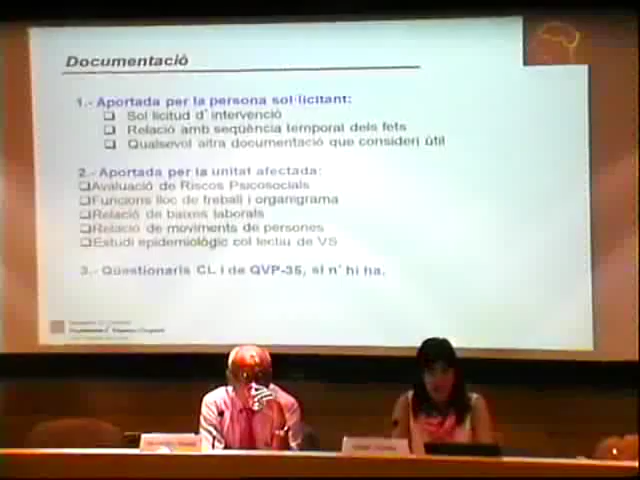 Documentació
1.- Aportada per la persona sol·licitant:
Sol·licitud d'intervenció
Relació amb seqüència temporal dels fets
Qualsevol altra documentació que consideri útil
2.- Aportada per la unitat afectada:
Avaluació de Riscos Psicosocials
Funcions lloc de treball i organigrama
Relació de baixes laborals
Relació de moviments de persones
Estudi epidemiològic col·lectiu de VS
3.- Qüestionaris CL i de QVP-35, si n'hi ha.